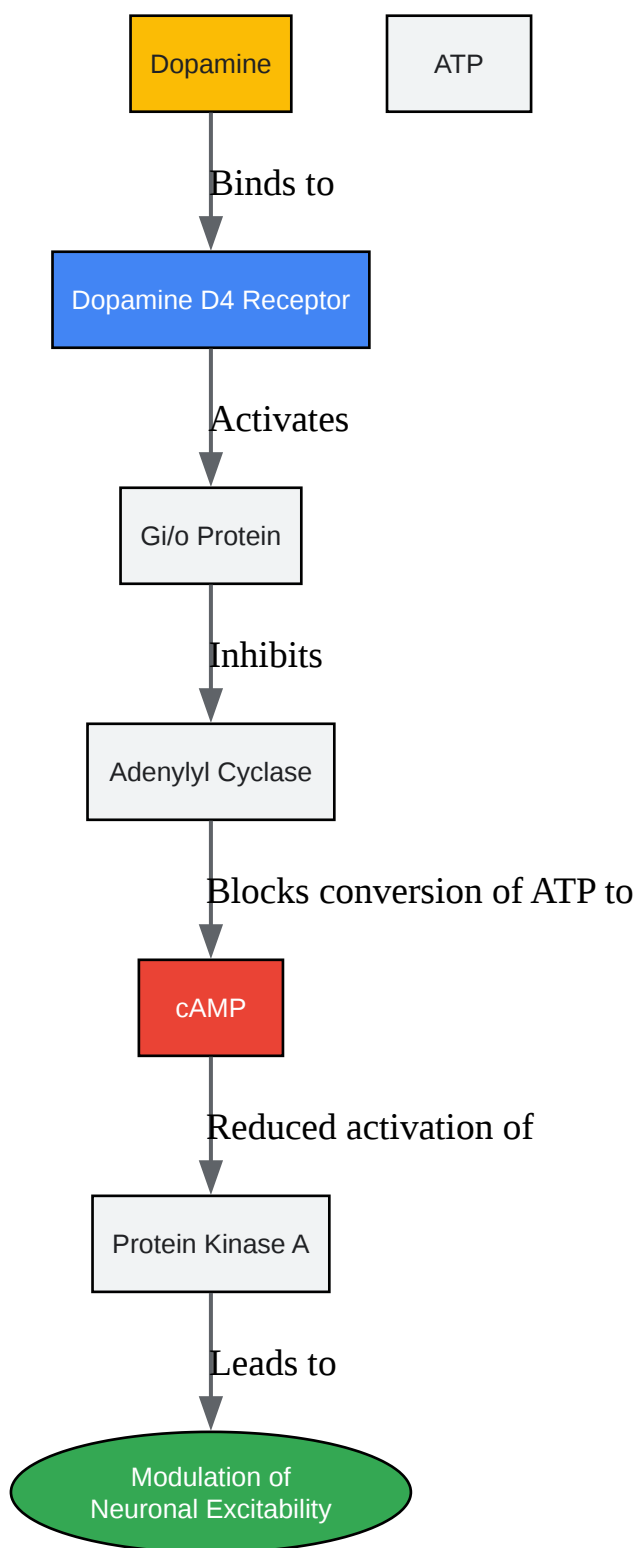 Dopamine
ATP
Binds to
Dopamine D4 Receptor
Activates
Gi/o Protein
Inhibits
Adenylyl Cyclase
Blocks conversion of ATP to
cAMP
Reduced activation of
Protein Kinase A
Leads to
Modulation of
Neuronal Excitability